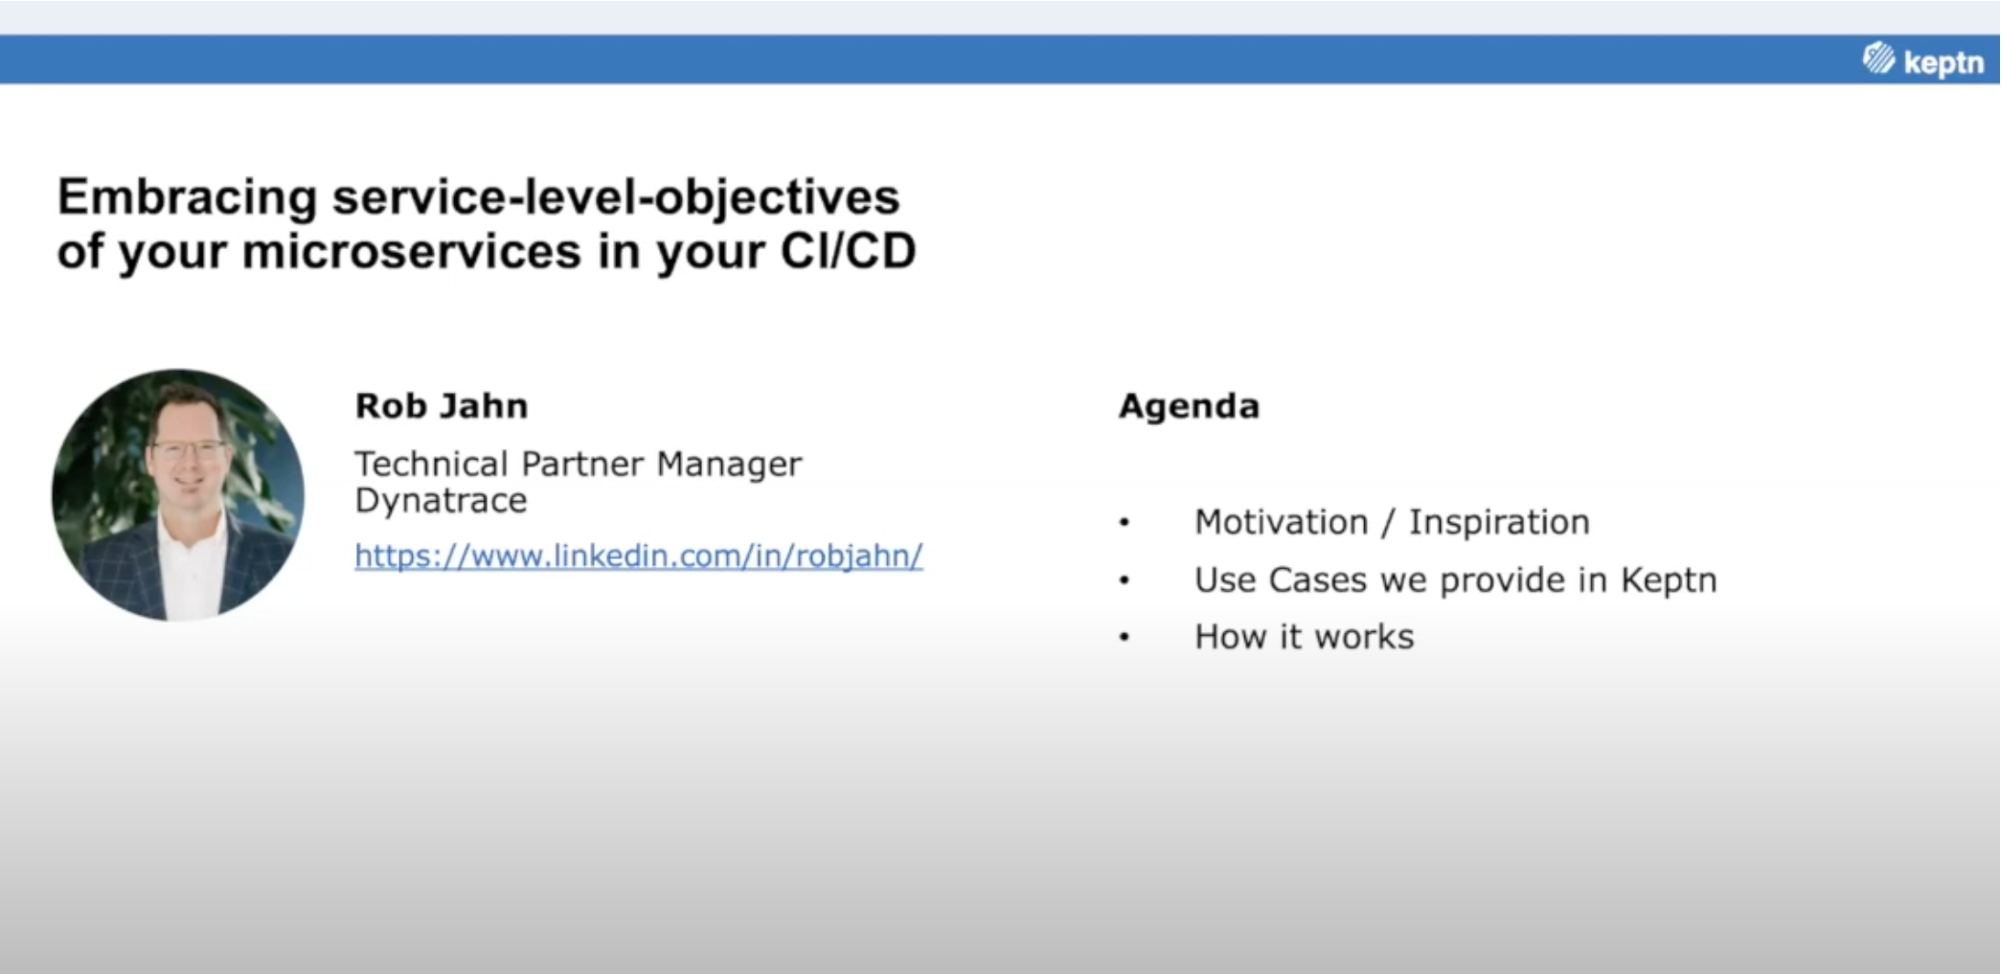 keptn
Embracing service-level-objectives
of your microservices in your CI/CD
Rob Jahn
Technical Partner Manager
Dynatrace
https://www.linkedin.com/in/robjahn/
Agenda
• Motivation / Inspiration
• Use Cases we provide in Keptn
• How it works